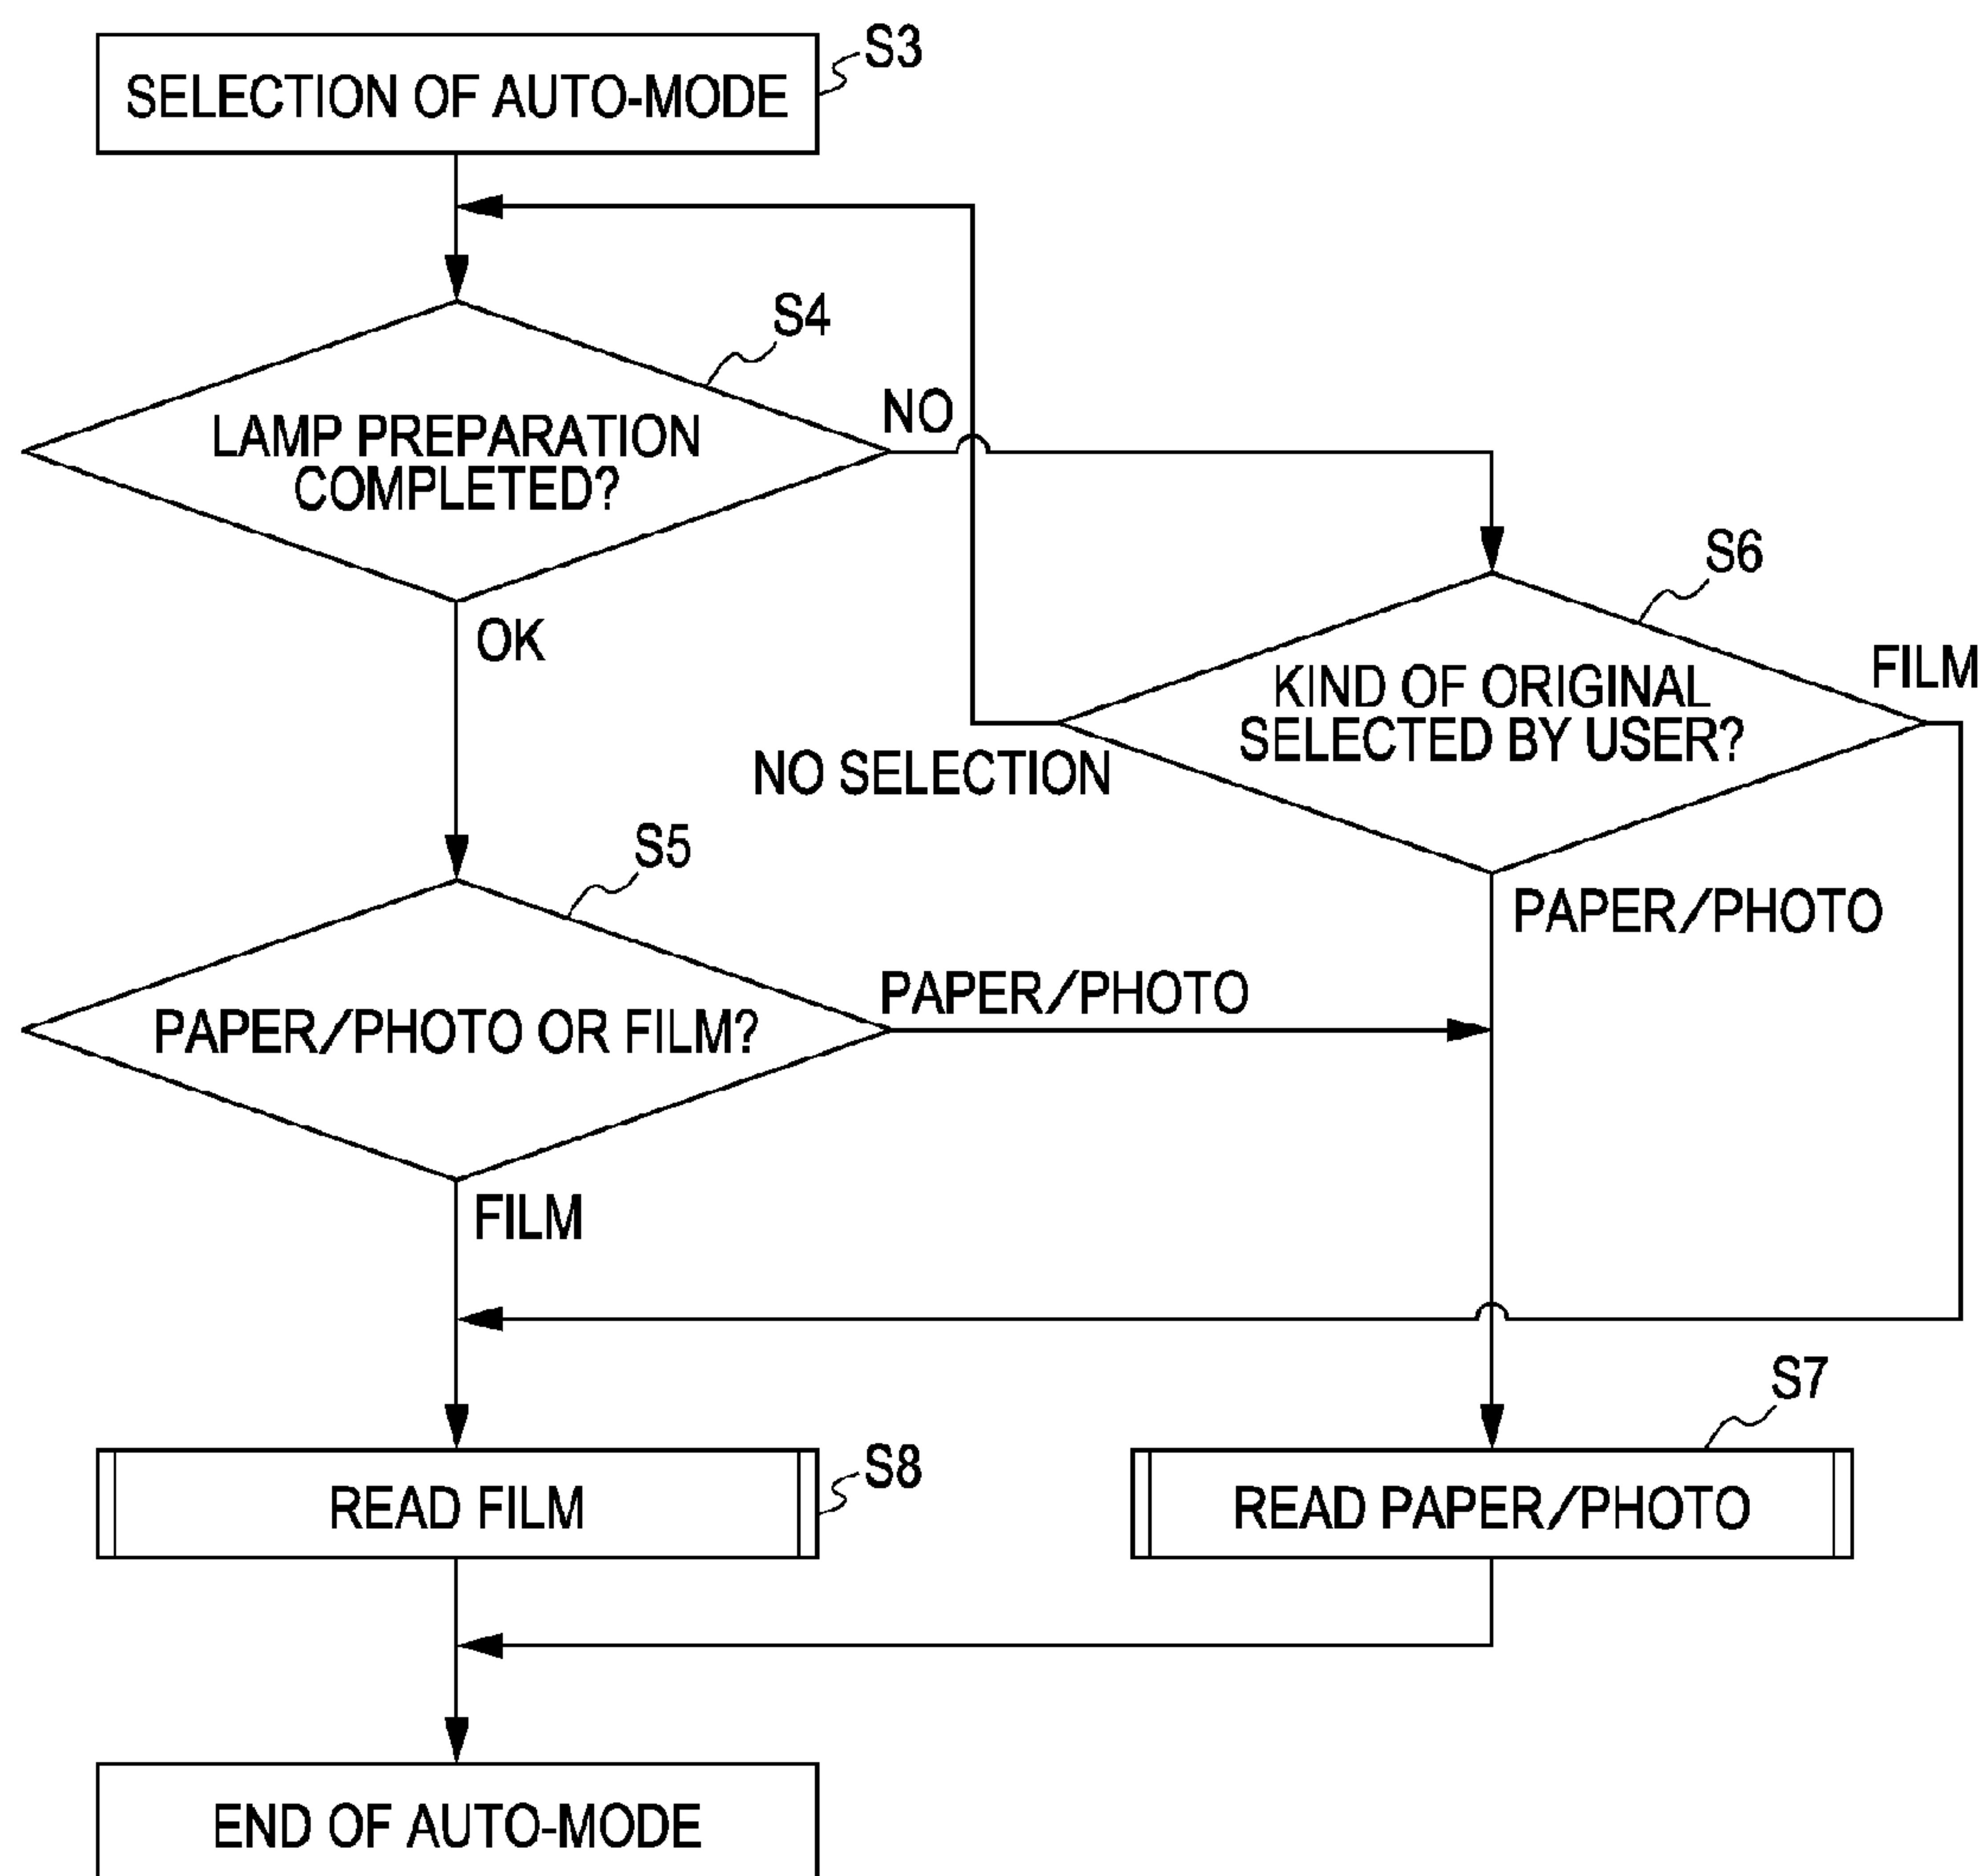 S3
SELECTION OF AUTO-MODE
S4
NO
LAMP PREPARATION
COMPLETED?
OK
S6
FILM
KIND OF ORIGINAL
SELECTED BY USER?
NO SELECTION
PAPER/PHOTO
S5
PAPER/PHOTO
PAPER/PHOTO OR FILM?
FILM
S7
S8
READ FILM
READ PAPER/PHOTO
END OF AUTO-MODE